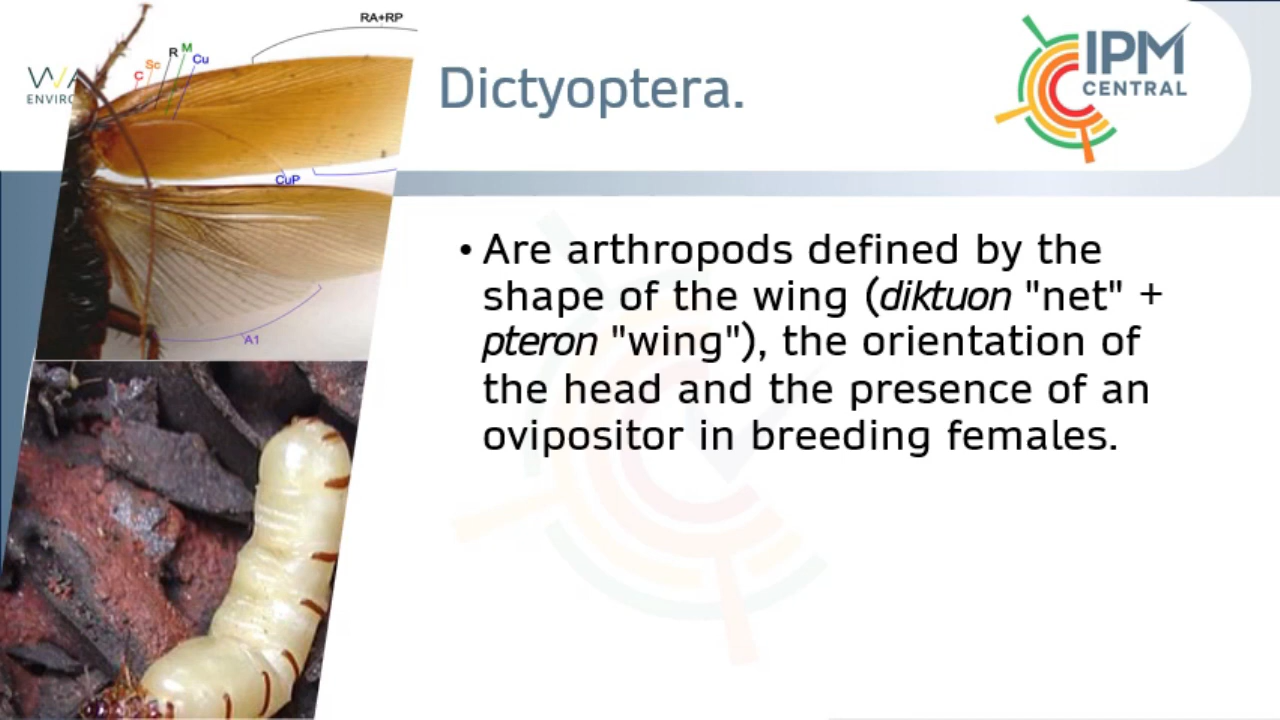 RA+RP
R M
Sc
Cu
C
ENVIRO
IPM
CENTRAL
Dictyoptera.
CuP
A1
• Are arthropods defined by the
shape of the wing (diktuon "net" +
pteron "wing"), the orientation of
the head and the presence of an
ovipositor in breeding females.